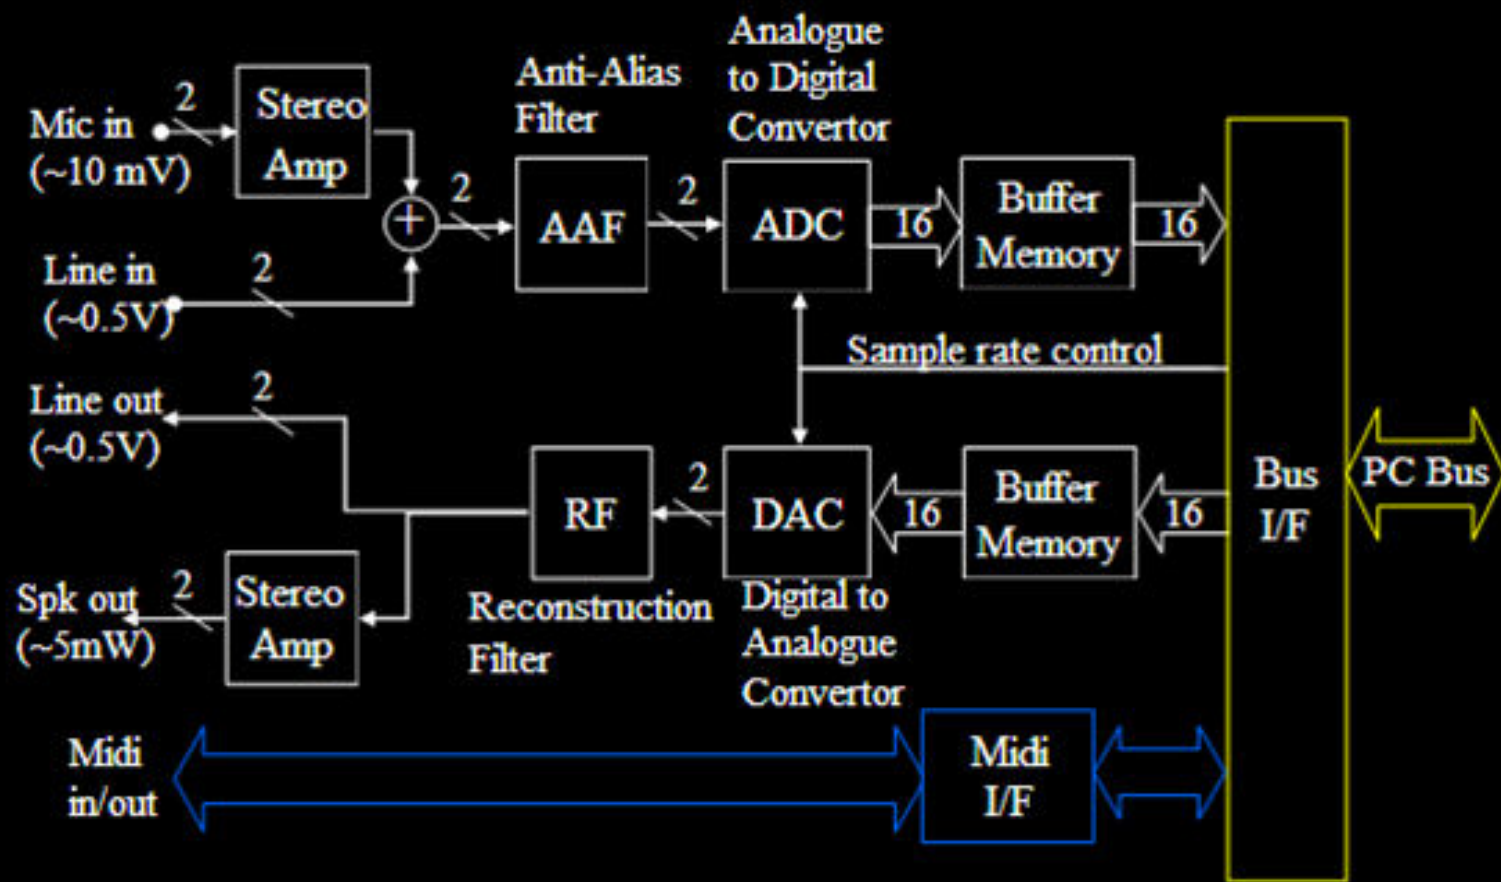 Mic in
(~10 mV)
2
Stereo
Amp
+
Line in
(~0.5V)
2
2
Anti-Alias
Filter
AAF
2
Analogue
to Digital
Convertor
ADC
16
Buffer
Memory
16
Sample rate control
Line out
(~0.5V)
2
Spk out
(~5mW)
2
Stereo
Amp
RF
Reconstruction
Filter
2
DAC
Digital to
Analogue
Convertor
16
Buffer
Memory
16
Bus
I/F
PC Bus
Midi
in/out
Midi
I/F